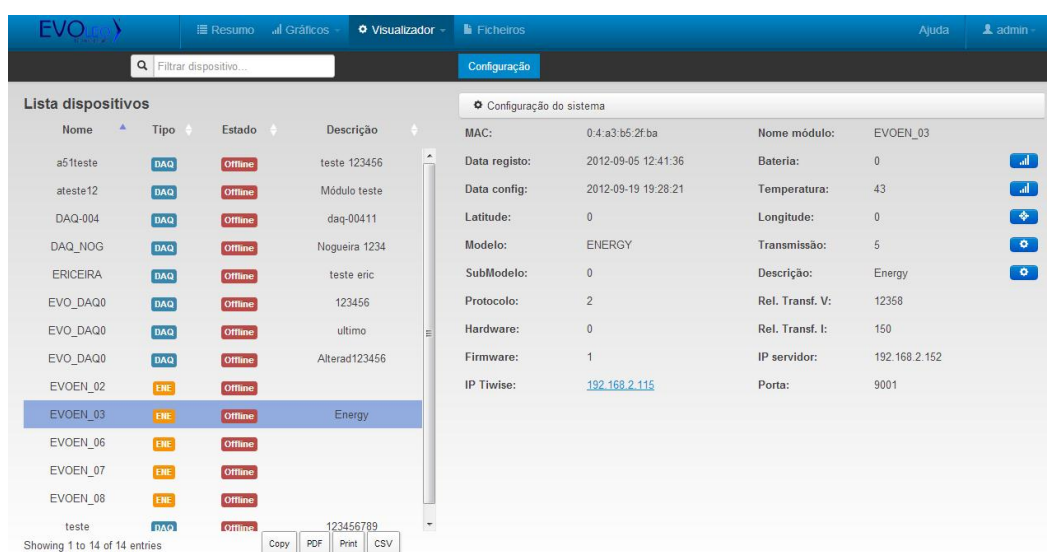 EVO
Resumo Gráficos Visualizador Ficheiros Ajuda admin
Filtrar dispositivo... Configuração
Lista dispositivos
Nome Tipo Estado Descrição
a51teste DAQ Offline teste 123456
ateste12 DAQ Offline Módulo teste
DAQ-004 DAQ Offline daq-00411
DAQ_NOG DAQ Offline Nogueira 1234
ERICEIRA DAQ Offline teste eric
EVO_DAQ0 DAQ Offline 123456
EVO_DAQ0 DAQ Offline ultimo
EVO_DAQ0 DAQ Offline Alterad123456
EVOEN_02 ENE Offline
EVOEN_03 ENE Offline Energy
EVOEN_06 ENE Offline
EVOEN_07 ENE Offline
EVOEN_08 ENE Offline
teste DAQ Offline 123456789
Showing 1 to 14 of 14 entries Copy PDF Print CSV
Configuração do sistema
MAC: 0:4:a3:b5:2f:ba Nome módulo: EVOEN_03
Data registo: 2012-09-05 12:41:36 Bateria: 0
Data config: 2012-09-19 19:28:21 Temperatura: 43
Latitude: 0 Longitude: 0
Modelo: ENERGY Transmissão: 5
SubModelo: 0 Descrição: Energy
Protocolo: 2 Rel. Transf. V: 12358
Hardware: 0 Rel. Transf. I: 150
Firmware: 1 IP servidor: 192.168.2.152
IP Tiwise: 192.168.2.115 Porta: 9001